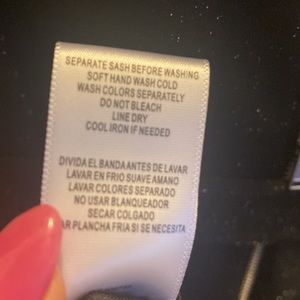 SEPARATE SASH BEFORE WASHING
SOFT HAND WASH COLD
WASH COLORS SEPARATELY
DO NOT BLEACH
LINE DRY
COOL IRON IF NEEDED
DIVIDA EL BANDA ANTES DE LAVAR
LAVAR EN FRIO SUAVE AMANO
LAVAR COLORES SEPARADO
NO USAR BLANQUEADOR
SECAR COLGADO
AR PLANCHA FRIA SI SE NECESITA